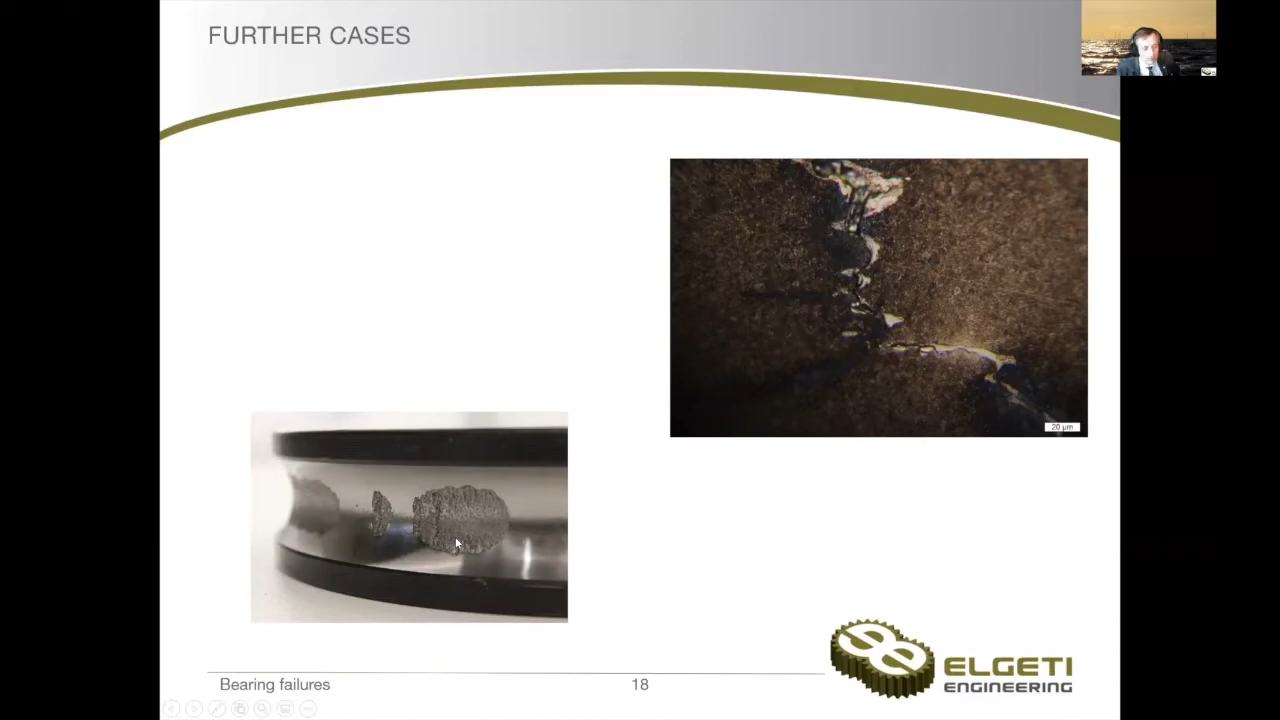 FURTHER CASES
20 µm
Bearing failures
18
ELGETI
ENGINEERING